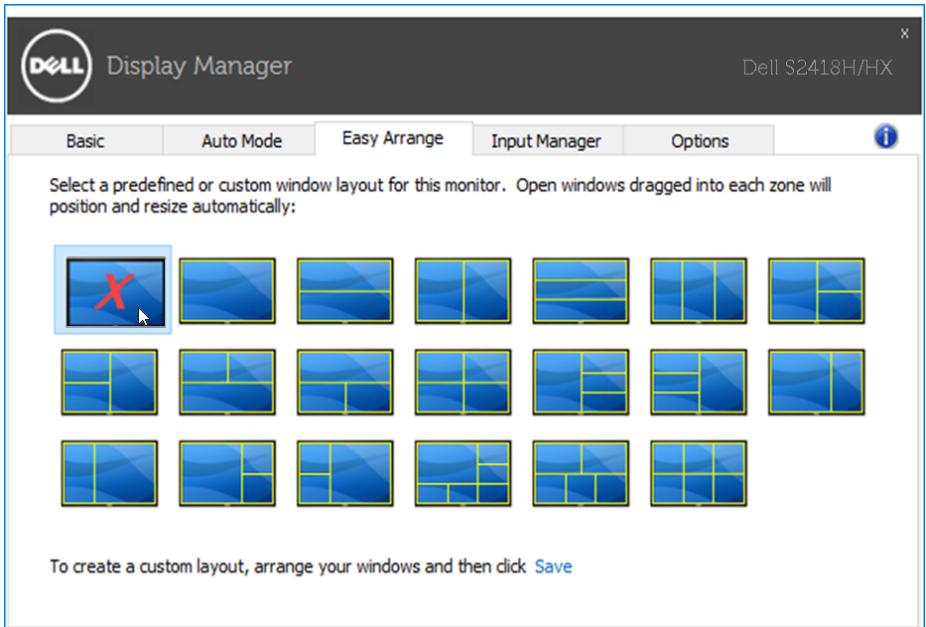 x
DELL Display Manager
Dell S2418H/HX
Basic Auto Mode Easy Arrange Input Manager Options i
Select a predefined or custom window layout for this monitor. Open windows dragged into each zone will
position and resize automatically:
X
To create a custom layout, arrange your windows and then click Save